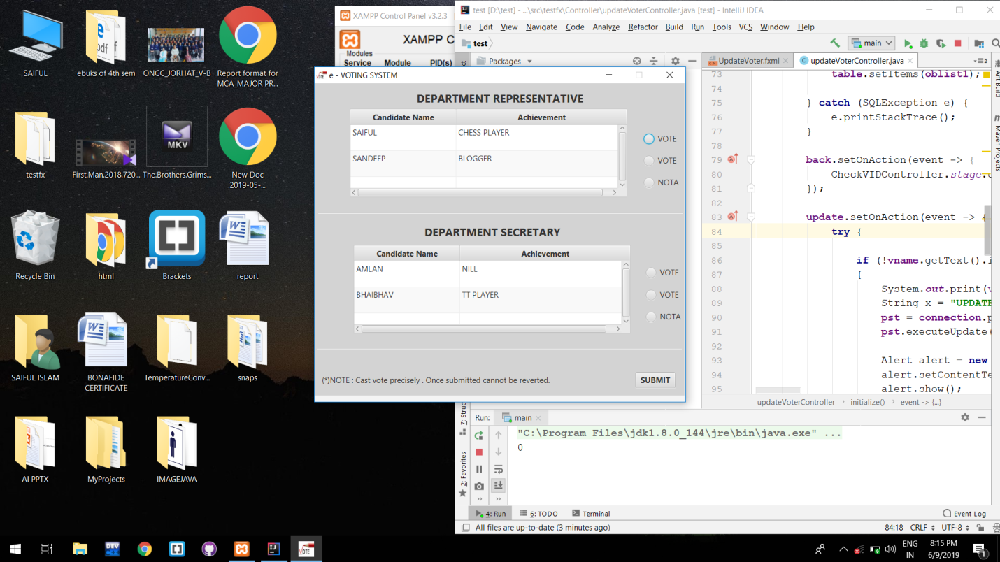 SAIFUL
ebuks of 4th sem
ONGC_JORHAT_V-B
Report format for
MCA_MAJOR PR...
testfx
First.Man.2018.720...
The.Brothers.Grims...
New Doc
2019-05-...
MKV
Recycle Bin
html
Brackets
report
SAIFUL ISLAM
BONAFIDE
CERTIFICATE
TemperatureConv...
snaps
AI PPTX
MyProjects
IMAGEJAVA
XAMPP Control Panel v3.2.3
XAMPP C
Modules
Service
Module
PID(s)
e - VOTING SYSTEM
DEPARTMENT REPRESENTATIVE
Candidate Name Achievement
SAIFUL CHESS PLAYER
SANDEEP BLOGGER
VOTE
VOTE
NOTA
DEPARTMENT SECRETARY
Candidate Name Achievement
AMLAN NILL
BHAIBHAV TT PLAYER
VOTE
VOTE
NOTA
(*)NOTE : Cast vote precisely . Once submitted cannot be reverted.
SUBMIT
test [D:\test] - ...\src\testfx\Controller\updateVoterController.java [test] - IntelliJ IDEA
File Edit View Navigate Code Analyze Refactor Build Run Tools VCS Window Help
test
main
Packages
UpdateVoter.fxml
updateVoterController.java
73 table.setItems(oblist1);
74
75 } catch (SQLException e) {
76 e.printStackTrace();
77 }
78
79 back.setOnAction(event -> {
80 CheckVIDController.stage.c
81 });
82
83 update.setOnAction(event -> {
84 try {
85
86 if (!vname.getText().i
87 {
88 System.out.print(v
89 String x = "UPDATE
90 pst = connection.p
91 pst.executeUpdate(
92
93 Alert alert = new
94 alert.setContentTe
95 alert.show();
updateVoterController
initialize()
event -> {...}
Ant Build
Maven Projects
Run:
main
"C:\Program Files\jdk1.8.0_144\jre\bin\java.exe" ...
0
Z: Struc
2: Favorites
4: Run
6: TODO
Terminal
Event Log
All files are up-to-date (3 minutes ago)
84:18 CRLF UTF-8
DEV
VOTE
ENG
IN
8:15 PM
6/9/2019
1